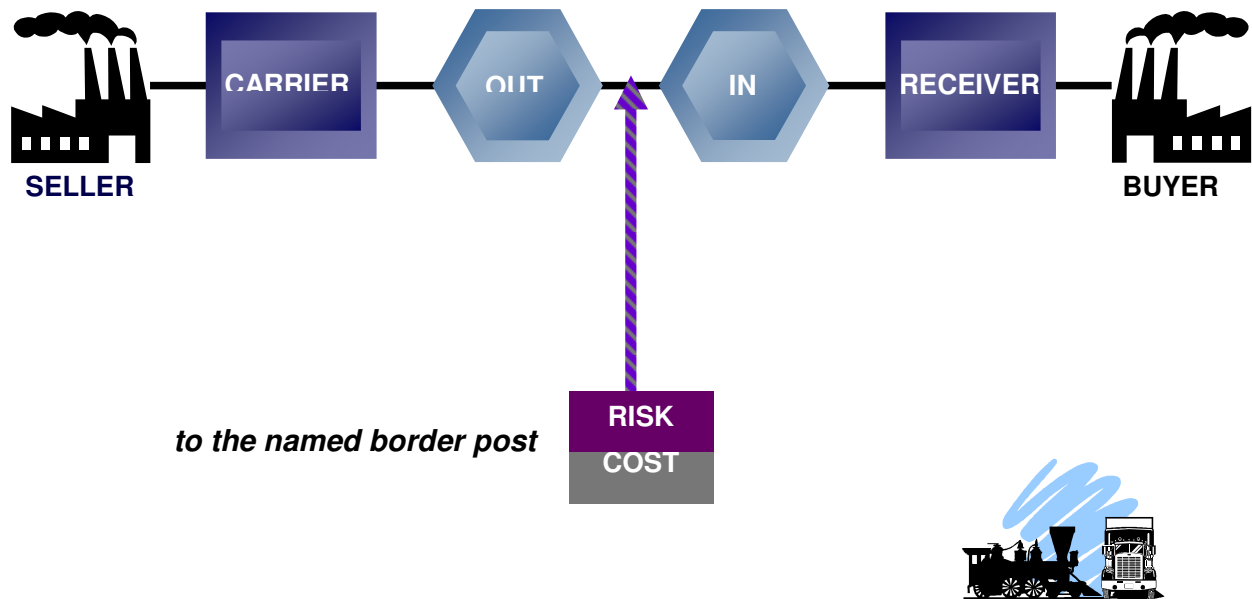 CARRIER
OUT
IN
RECEIVER
SELLER
BUYER
to the named border post
RISK
COST